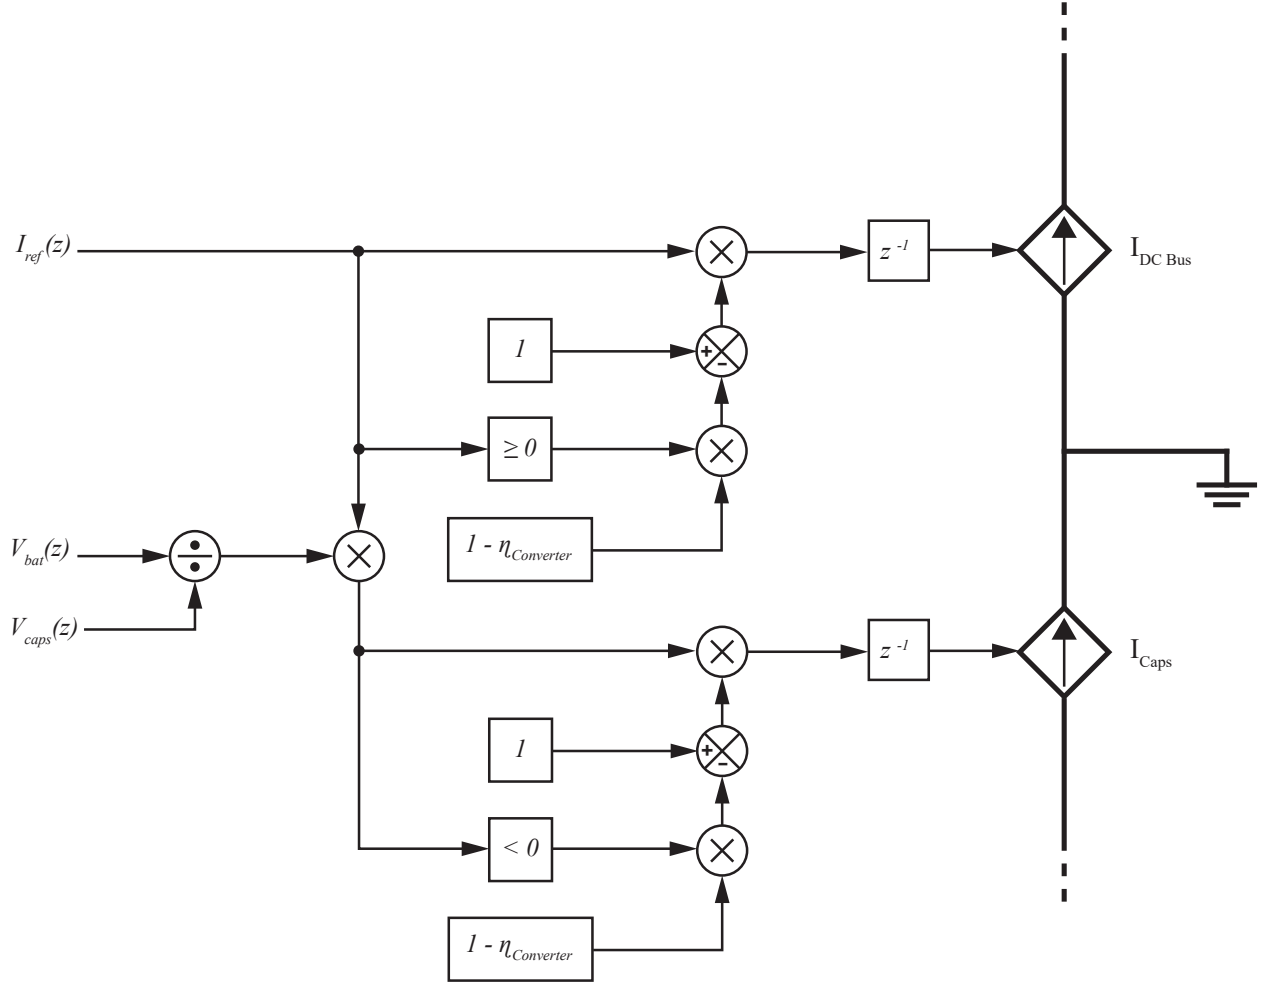 I_ref(z)
z⁻¹
I_DC Bus
1
+
-
≥ 0
V_bat(z)
1 - η_Converter
V_caps(z)
z⁻¹
I_Caps
1
+
-
< 0
1 - η_Converter